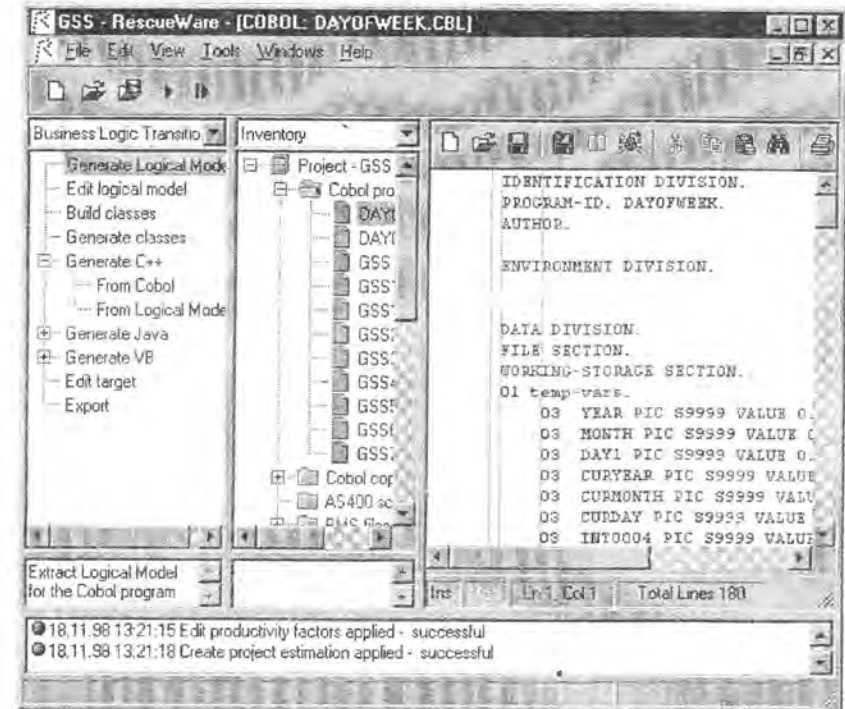 GSS - RescueWare - [COBOL: DAYOFWEEK.CBL]
File Edit View Tools Windows Help
Business Logic Transitio
Generate Logical Mode
Edit logical model
Build classes
Generate classes
Generate C++
From Cobol
From Logical Mode
Generate Java
Generate VB
Edit target
Export
Extract Logical Model
for the Cobol program
Inventory
Project - GSS
Cobol pro
DAYO
DAYO
GSS
GSS
GSS
GSS
Cobol cop
AS400 sc
IDENTIFICATION DIVISION.
PROGRAM-ID. DAYOFWEEK.
AUTHOR.
ENVIRONMENT DIVISION.
DATA DIVISION.
FILE SECTION.
WORKING-STORAGE SECTION.
01 temp-vars.
03 YEAR PIC S9999 VALUE 0.
03 MONTH PIC S9999 VALUE
03 DAY1 PIC S9999 VALUE 0.
03 CURYEAR PIC S9999 VALUE
03 CURMONTH PIC S9999 VALU
03 CURDAY PIC S9999 VALUE
03 INT0004 PIC S9999 VALUE
Ins Ln 1, Col 1 Total Lines 180
18.11.98 13:21:15 Edit productivity factors applied - successful
18.11.98 13:21:18 Create project estimation applied - successful